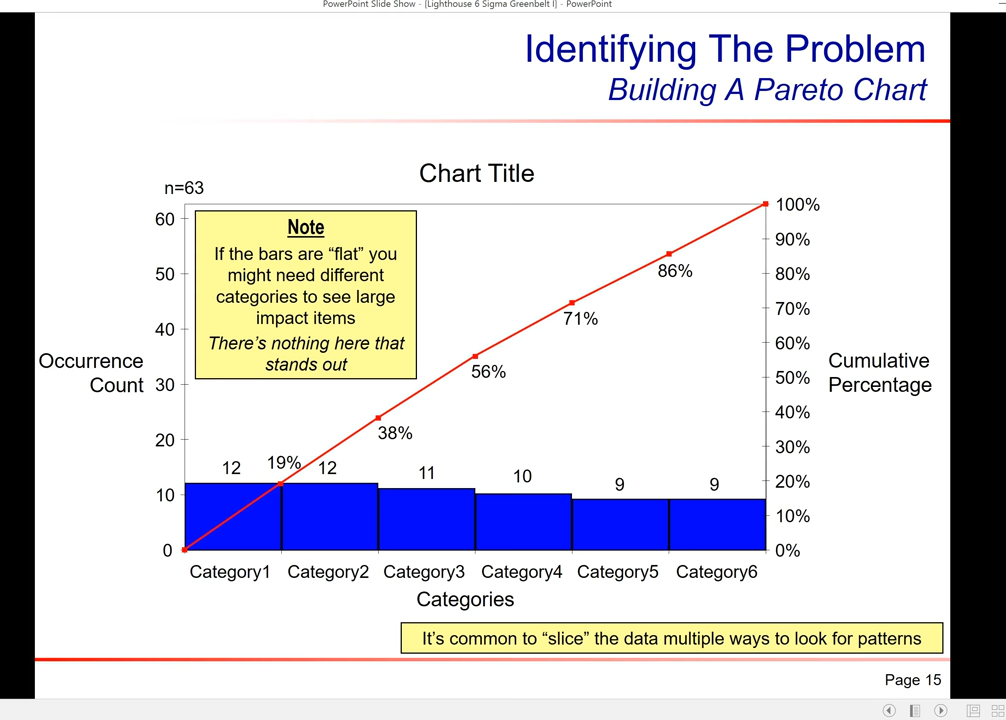 PowerPoint Slide Show - [Lighthouse 6 Sigma Greenbelt I] - PowerPoint
Identifying The Problem
Building A Pareto Chart
Chart Title
n=63
Note
If the bars are “flat” you
might need different
categories to see large
impact items
There’s nothing here that
stands out
Occurrence
Count
60
50
40
30
20
10
0
12
12
11
10
9
9
19%
38%
56%
71%
86%
100%
90%
80%
70%
60%
50%
40%
30%
20%
10%
0%
Cumulative
Percentage
Category1 Category2 Category3 Category4 Category5 Category6
Categories
It’s common to “slice” the data multiple ways to look for patterns
Page 15